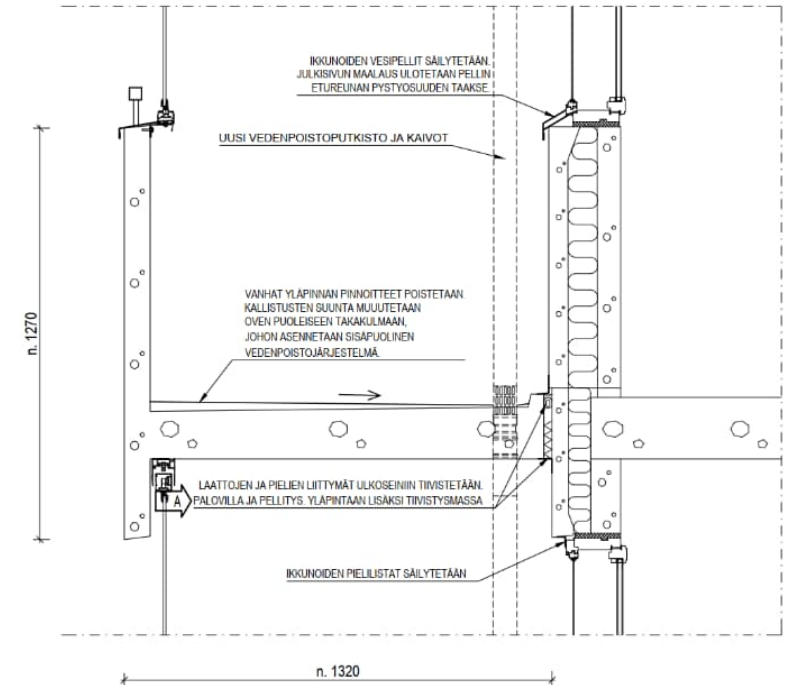 IKKUNOIDEN VESIPELLIT SÄILYTETÄÄN.
JULKISIVUN MAALAUS ULOTETAAN PELLIN
ETUREUNAN PYSTYOSUUDEN TAAKSE.
UUSI VEDENPOISTOPUTKISTO JA KAIVOT
VANHAT YLÄPINNAN PINNOITTEET POISTETAAN.
KALLISTUSTEN SUUNTA MUUUTETAAN
OVEN PUOLEISEEN TAKAKULMAAN,
JOHON ASENNETAAN SISÄPUOLINEN
VEDENPOISTOJÄRJESTELMÄ.
n. 1270
LAATTOJEN JA PIELIEN LIITTYMÄT ULKOSEINIIN TIIVISTETÄÄN.
A
PALOVILLA JA PELLITYS. YLÄPINTAAN LISÄKSI TIIVISTYSMASSA
IKKUNOIDEN PIELILISTAT SÄILYTETÄÄN
n. 1320